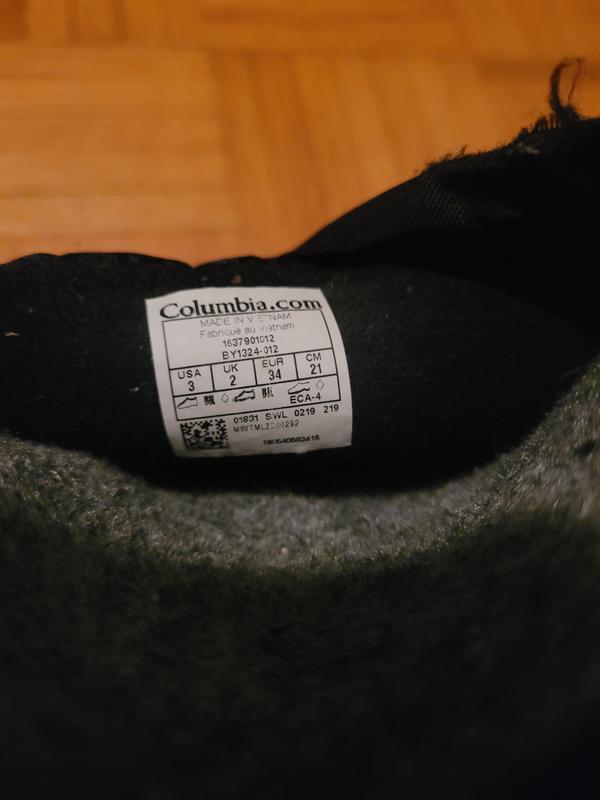 Columbia.com
MADE IN VIETNAM
Fabriqué au Vietnam
1637901012
BY1324-012
USA UK EUR CM
3 2 34 21
ECA-4
01831 SWL 0219 219
190540582415